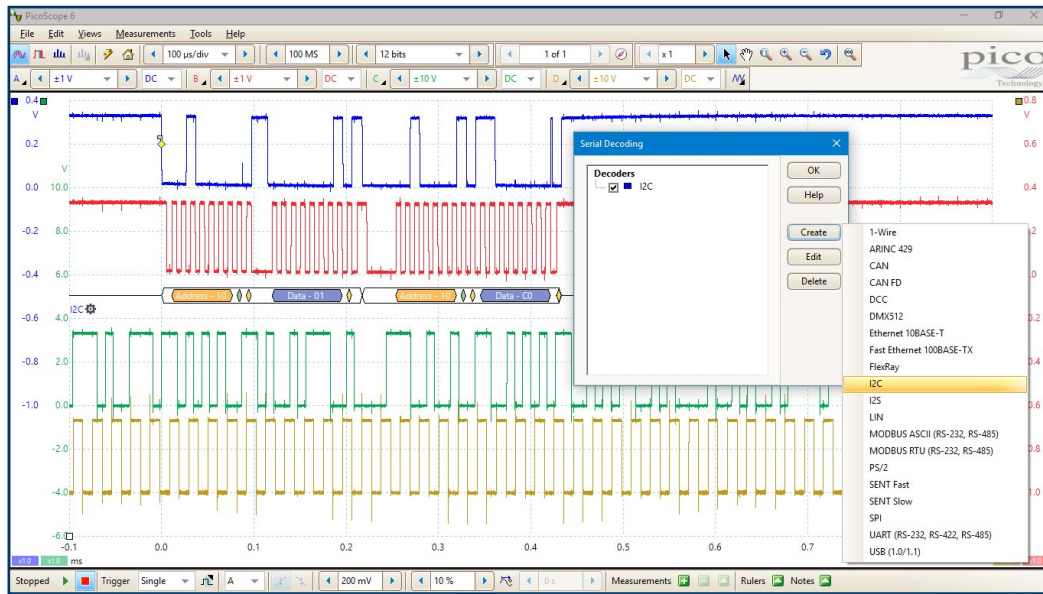 PicoScope 6
File Edit Views Measurements Tools Help
100 µs/div 100 MS 12 bits 1 of 1 x 1
pico
Technology
A ±1 V DC B ±1 V DC C ±10 V DC D ±10 V DC
0.4 0.8
V V
0.2 0.6
V
0.0 10.0 0.4
-0.2 8.0 .2
-0.4 6.0 .0
Address - 10 Data - 01 Address - 10 Data - C0
I2C
-0.6 4.0 0.2
-0.8 2.0 0.4
-1.0 0.0 0.6
-2.0 0.8
-4.0 1.0
-6.0
-0.1 0.0 0.1 0.2 0.3 0.4 0.5 0.6 0.7
x1.0 x1.0 ms
Serial Decoding
Decoders
I2C
OK
Help
Create
Edit
Delete
1-Wire
ARINC 429
CAN
CAN FD
DCC
DMX512
Ethernet 10BASE-T
Fast Ethernet 100BASE-TX
FlexRay
I2C
I2S
LIN
MODBUS ASCII (RS-232, RS-485)
MODBUS RTU (RS-232, RS-485)
PS/2
SENT Fast
SENT Slow
SPI
UART (RS-232, RS-422, RS-485)
USB (1.0/1.1)
Stopped Trigger Single A 200 mV 10 % 0 s Measurements Rulers Notes